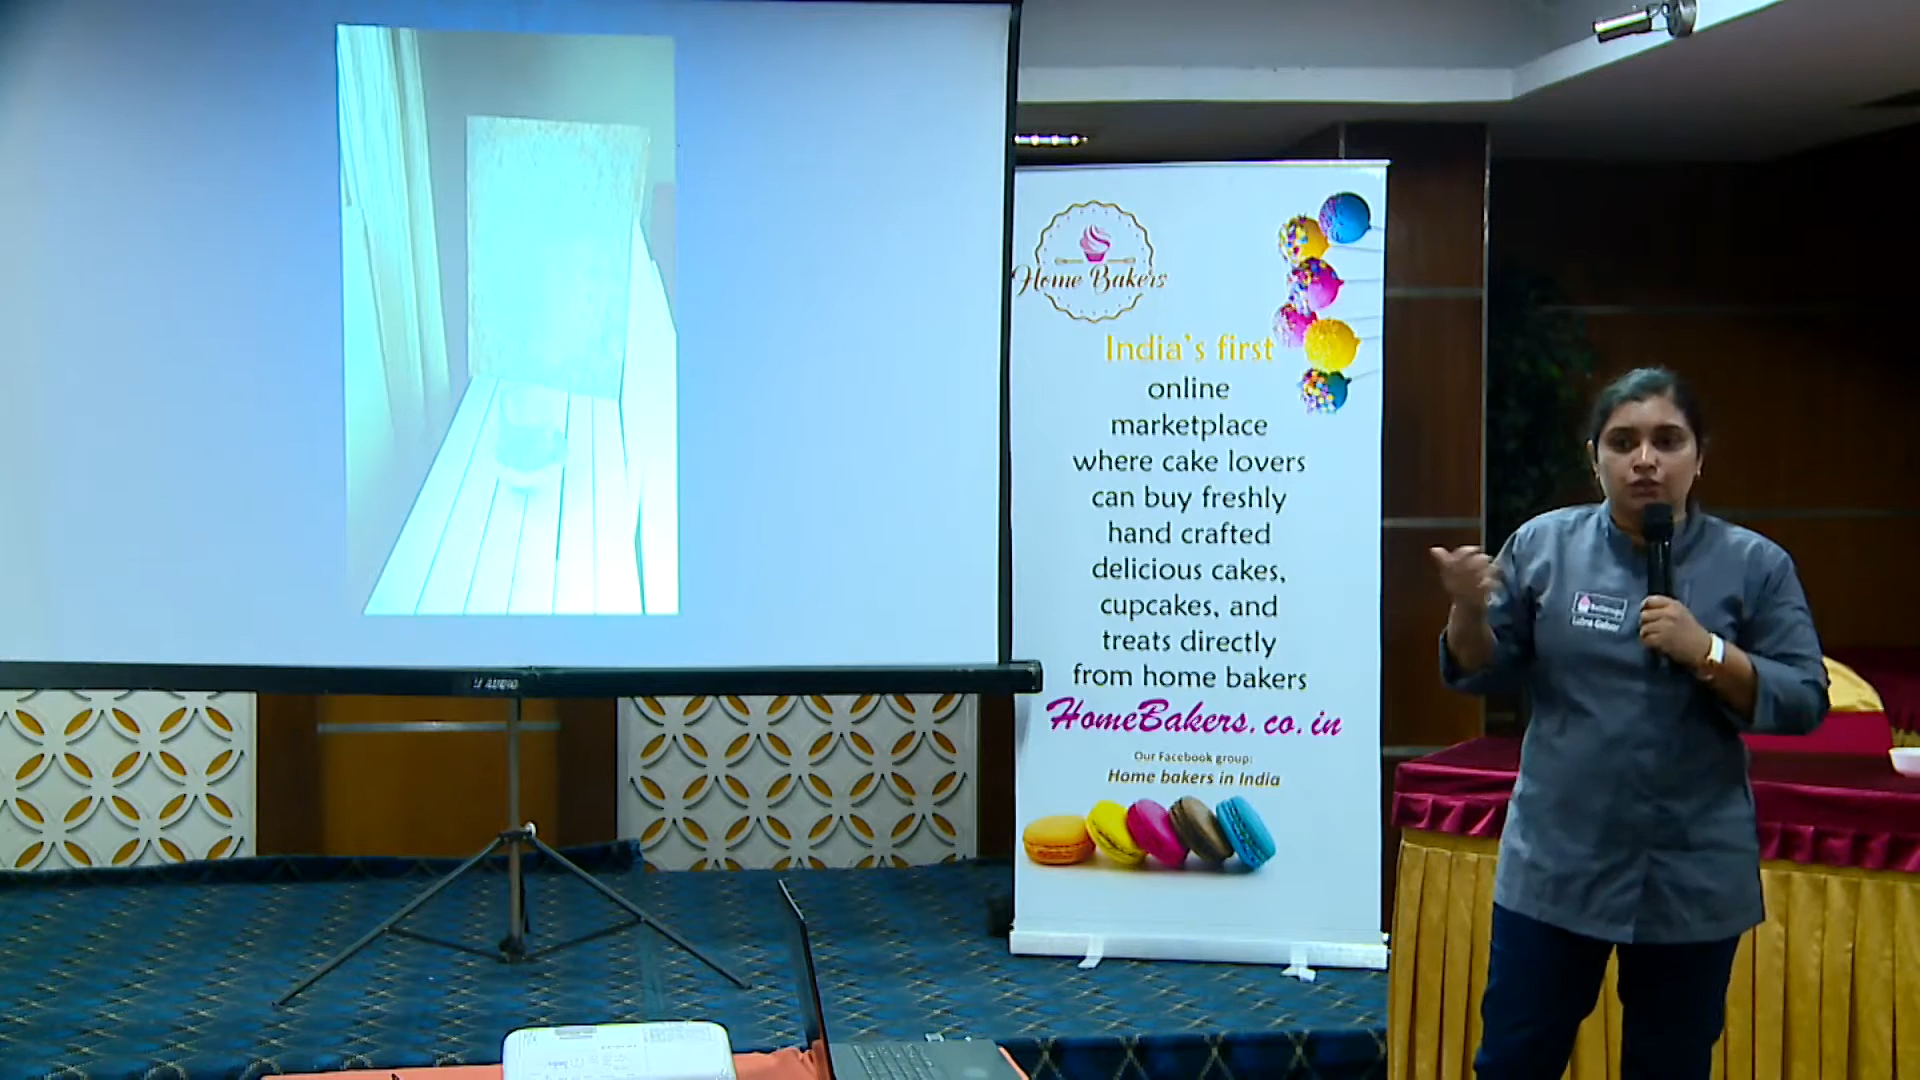 Home Bakers
India's first
online
marketplace
where cake lovers
can buy freshly
hand crafted
delicious cakes,
cupcakes, and
treats directly
from home bakers
HomeBakers.co.in
Our Facebook group:
Home bakers in India